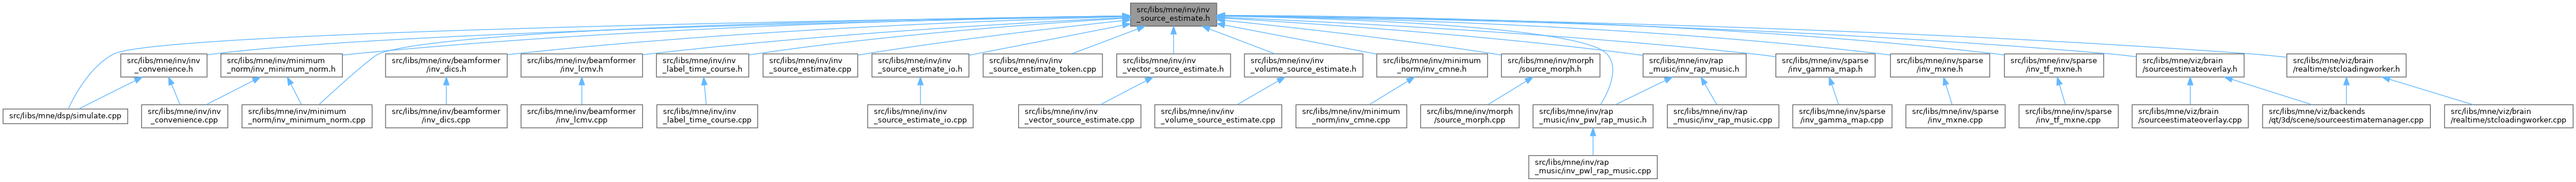 src/libs/mne/inv/inv
_source_estimate.h
src/libs/mne/inv/inv
_convenience.h
src/libs/mne/inv/minimum
_norm/inv_minimum_norm.h
src/libs/mne/inv/beamformer
/inv_dics.h
src/libs/mne/inv/beamformer
/inv_lcmv.h
src/libs/mne/inv/inv
_label_time_course.h
src/libs/mne/inv/inv
_source_estimate.cpp
src/libs/mne/inv/inv
_source_estimate_io.h
src/libs/mne/inv/inv
_source_estimate_token.cpp
src/libs/mne/inv/inv
_vector_source_estimate.h
src/libs/mne/inv/inv
_volume_source_estimate.h
src/libs/mne/inv/minimum
_norm/inv_cmne.h
src/libs/mne/inv/morph
/source_morph.h
src/libs/mne/inv/rap
_music/inv_rap_music.h
src/libs/mne/inv/sparse
/inv_gamma_map.h
src/libs/mne/inv/sparse
/inv_mxne.h
src/libs/mne/inv/sparse
/inv_tf_mxne.h
src/libs/mne/viz/brain
/sourceestimateoverlay.h
src/libs/mne/viz/brain
/realtime/stcloadingworker.h
src/libs/mne/dsp/simulate.cpp
src/libs/mne/inv/inv
_convenience.cpp
src/libs/mne/inv/minimum
_norm/inv_minimum_norm.cpp
src/libs/mne/inv/beamformer
/inv_dics.cpp
src/libs/mne/inv/beamformer
/inv_lcmv.cpp
src/libs/mne/inv/inv
_label_time_course.cpp
src/libs/mne/inv/inv
_source_estimate_io.cpp
src/libs/mne/inv/inv
_vector_source_estimate.cpp
src/libs/mne/inv/inv
_volume_source_estimate.cpp
src/libs/mne/inv/minimum
_norm/inv_cmne.cpp
src/libs/mne/inv/morph
/source_morph.cpp
src/libs/mne/inv/rap
_music/inv_pwl_rap_music.h
src/libs/mne/inv/rap
_music/inv_rap_music.cpp
src/libs/mne/inv/sparse
/inv_gamma_map.cpp
src/libs/mne/inv/sparse
/inv_mxne.cpp
src/libs/mne/inv/sparse
/inv_tf_mxne.cpp
src/libs/mne/viz/brain
/sourceestimateoverlay.cpp
src/libs/mne/viz/backends
/qt/3d/scene/sourceestimatemanager.cpp
src/libs/mne/viz/brain
/realtime/stcloadingworker.cpp
src/libs/mne/inv/rap
_music/inv_pwl_rap_music.cpp